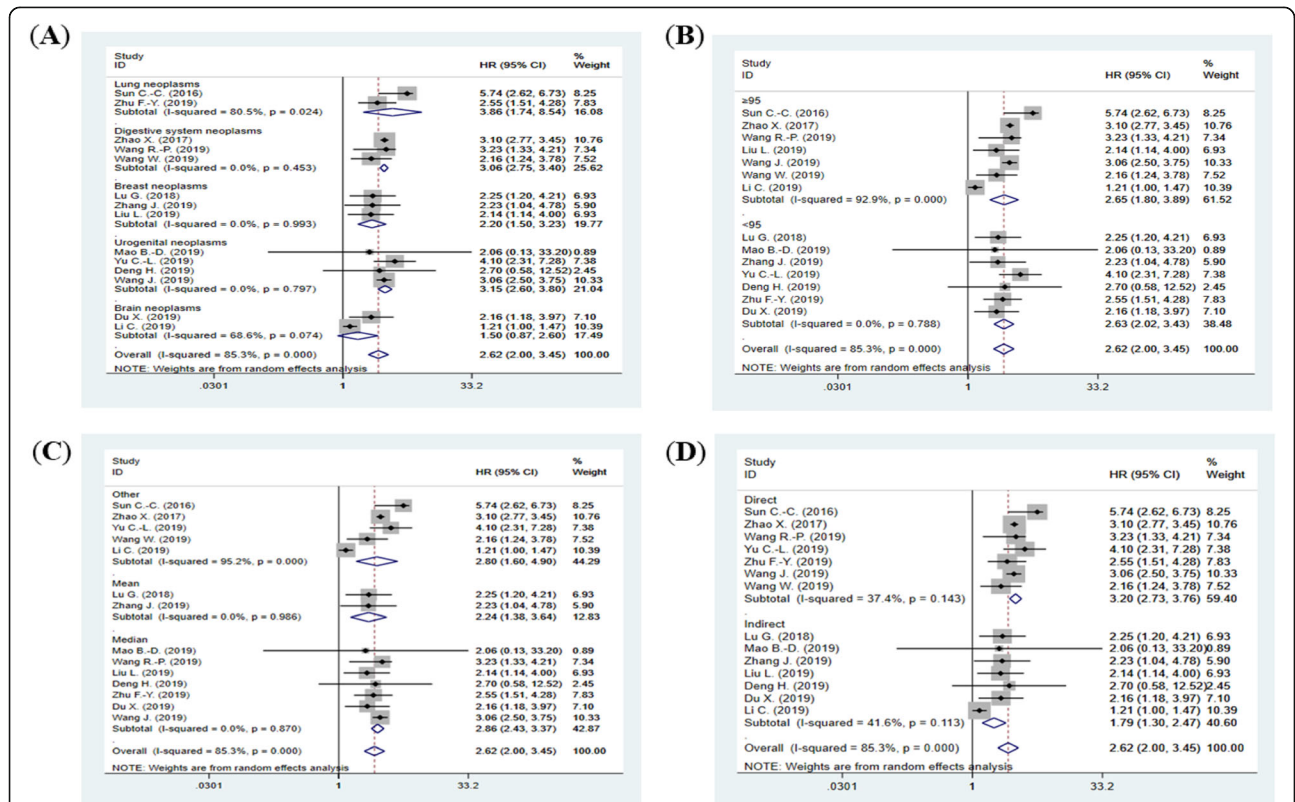 (A)
Study % 
ID HR (95% CI) Weight
Lung neoplasms
Sun C.-C. (2016) 5.74 (2.62, 6.73) 8.25
Zhu F.-Y. (2019) 2.55 (1.51, 4.28) 7.83
Subtotal (I-squared = 80.5%, p = 0.024) 3.86 (1.74, 8.54) 16.08
.
Digestive system neoplasms
Zhao X. (2017) 3.10 (2.77, 3.45) 10.76
Wang R.-P. (2019) 3.23 (1.33, 4.21) 7.34
Wang W. (2019) 2.16 (1.24, 3.78) 7.52
Subtotal (I-squared = 0.0%, p = 0.453) 3.06 (2.75, 3.40) 25.62
.
Breast neoplasms
Lu G. (2018) 2.25 (1.20, 4.21) 6.93
Zhang J. (2019) 2.23 (1.04, 4.78) 5.90
Liu L. (2019) 2.14 (1.14, 4.00) 6.93
Subtotal (I-squared = 0.0%, p = 0.993) 2.20 (1.50, 3.23) 19.77
.
Urogenital neoplasms
Mao B.-D. (2019) 2.06 (0.13, 33.20) 0.89
Yu C.-L. (2019) 4.10 (2.31, 7.28) 7.38
Deng H. (2019) 2.70 (0.58, 12.52) 2.45
Wang J. (2019) 3.06 (2.50, 3.75) 10.33
Subtotal (I-squared = 0.0%, p = 0.797) 3.15 (2.60, 3.80) 21.04
.
Brain neoplasms
Du X. (2019) 2.16 (1.18, 3.97) 7.10
Li C. (2019) 1.21 (1.00, 1.47) 10.39
Subtotal (I-squared = 68.6%, p = 0.074) 1.50 (0.87, 2.60) 17.49
.
Overall (I-squared = 85.3%, p = 0.000) 2.62 (2.00, 3.45) 100.00
NOTE: Weights are from random effects analysis
.0301 1 33.2
(B)
Study %
ID HR (95% CI) Weight
≥95
Sun C.-C. (2016) 5.74 (2.62, 6.73) 8.25
Zhao X. (2017) 3.10 (2.77, 3.45) 10.76
Wang R.-P. (2019) 3.23 (1.33, 4.21) 7.34
Liu L. (2019) 2.14 (1.14, 4.00) 6.93
Wang J. (2019) 3.06 (2.50, 3.75) 10.33
Wang W. (2019) 2.16 (1.24, 3.78) 7.52
Li C. (2019) 1.21 (1.00, 1.47) 10.39
Subtotal (I-squared = 92.9%, p = 0.000) 2.65 (1.80, 3.89) 61.52
.
<95
Lu G. (2018) 2.25 (1.20, 4.21) 6.93
Mao B.-D. (2019) 2.06 (0.13, 33.20) 0.89
Zhang J. (2019) 2.23 (1.04, 4.78) 5.90
Yu C.-L. (2019) 4.10 (2.31, 7.28) 7.38
Deng H. (2019) 2.70 (0.58, 12.52) 2.45
Zhu F.-Y. (2019) 2.55 (1.51, 4.28) 7.83
Du X. (2019) 2.16 (1.18, 3.97) 7.10
Subtotal (I-squared = 0.0%, p = 0.788) 2.63 (2.02, 3.43) 38.48
.
Overall (I-squared = 85.3%, p = 0.000) 2.62 (2.00, 3.45) 100.00
NOTE: Weights are from random effects analysis
.0301 1 33.2
(C)
Study %
ID HR (95% CI) Weight
Other
Sun C.-C. (2016) 5.74 (2.62, 6.73) 8.25
Zhao X. (2017) 3.10 (2.77, 3.45) 10.76
Yu C.-L. (2019) 4.10 (2.31, 7.28) 7.38
Wang W. (2019) 2.16 (1.24, 3.78) 7.52
Li C. (2019) 1.21 (1.00, 1.47) 10.39
Subtotal (I-squared = 95.2%, p = 0.000) 2.80 (1.60, 4.90) 44.29
.
Mean
Lu G. (2018) 2.25 (1.20, 4.21) 6.93
Zhang J. (2019) 2.23 (1.04, 4.78) 5.90
Subtotal (I-squared = 0.0%, p = 0.986) 2.24 (1.38, 3.64) 12.83
.
Median
Mao B.-D. (2019) 2.06 (0.13, 33.20) 0.89
Wang R.-P. (2019) 3.23 (1.33, 4.21) 7.34
Liu L. (2019) 2.14 (1.14, 4.00) 6.93
Deng H. (2019) 2.70 (0.58, 12.52) 2.45
Zhu F.-Y. (2019) 2.55 (1.51, 4.28) 7.83
Du X. (2019) 2.16 (1.18, 3.97) 7.10
Wang J. (2019) 3.06 (2.50, 3.75) 10.33
Subtotal (I-squared = 0.0%, p = 0.870) 2.86 (2.43, 3.37) 42.87
.
Overall (I-squared = 85.3%, p = 0.000) 2.62 (2.00, 3.45) 100.00
NOTE: Weights are from random effects analysis
.0301 1 33.2
(D)
Study %
ID HR (95% CI) Weight
Direct
Sun C.-C. (2016) 5.74 (2.62, 6.73) 8.25
Zhao X. (2017) 3.10 (2.77, 3.45) 10.76
Wang R.-P. (2019) 3.23 (1.33, 4.21) 7.34
Yu C.-L. (2019) 4.10 (2.31, 7.28) 7.38
Zhu F.-Y. (2019) 2.55 (1.51, 4.28) 7.83
Wang J. (2019) 3.06 (2.50, 3.75) 10.33
Wang W. (2019) 2.16 (1.24, 3.78) 7.52
Subtotal (I-squared = 37.4%, p = 0.143) 3.20 (2.73, 3.76) 59.40
.
Indirect
Lu G. (2018) 2.25 (1.20, 4.21) 6.93
Mao B.-D. (2019) 2.06 (0.13, 33.20) 0.89
Zhang J. (2019) 2.23 (1.04, 4.78) 5.90
Liu L. (2019) 2.14 (1.14, 4.00) 6.93
Deng H. (2019) 2.70 (0.58, 12.52) 2.45
Du X. (2019) 2.16 (1.18, 3.97) 7.10
Li C. (2019) 1.21 (1.00, 1.47) 10.39
Subtotal (I-squared = 41.6%, p = 0.113) 1.79 (1.30, 2.47) 40.60
.
Overall (I-squared = 85.3%, p = 0.000) 2.62 (2.00, 3.45) 100.00
NOTE: Weights are from random effects analysis
.0301 1 33.2